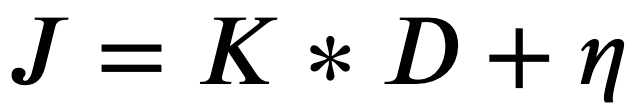 J = K * D + η